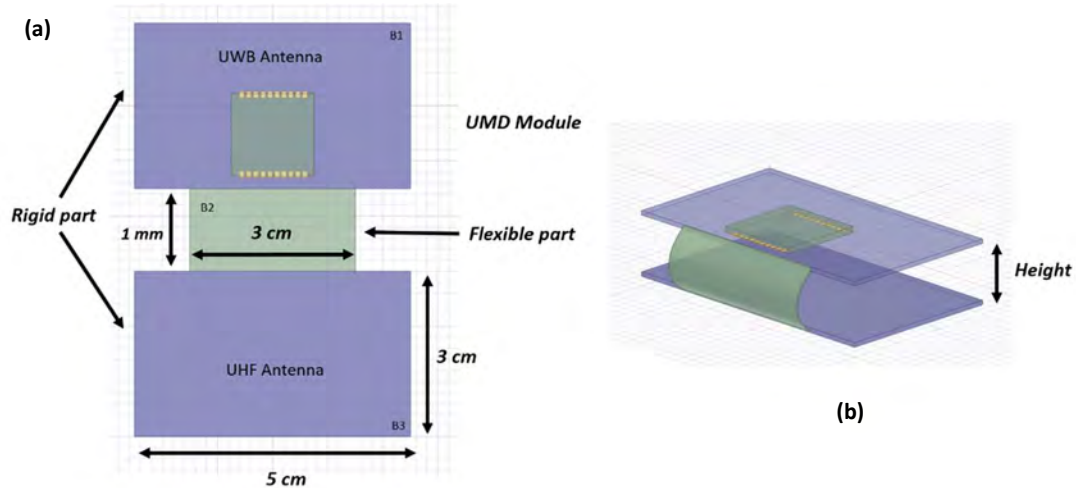 (a)
B1
UWB Antenna
UMD Module
Rigid part
B2
1 mm
3 cm
Flexible part
Height
3 cm
UHF Antenna
B3
5 cm
(b)